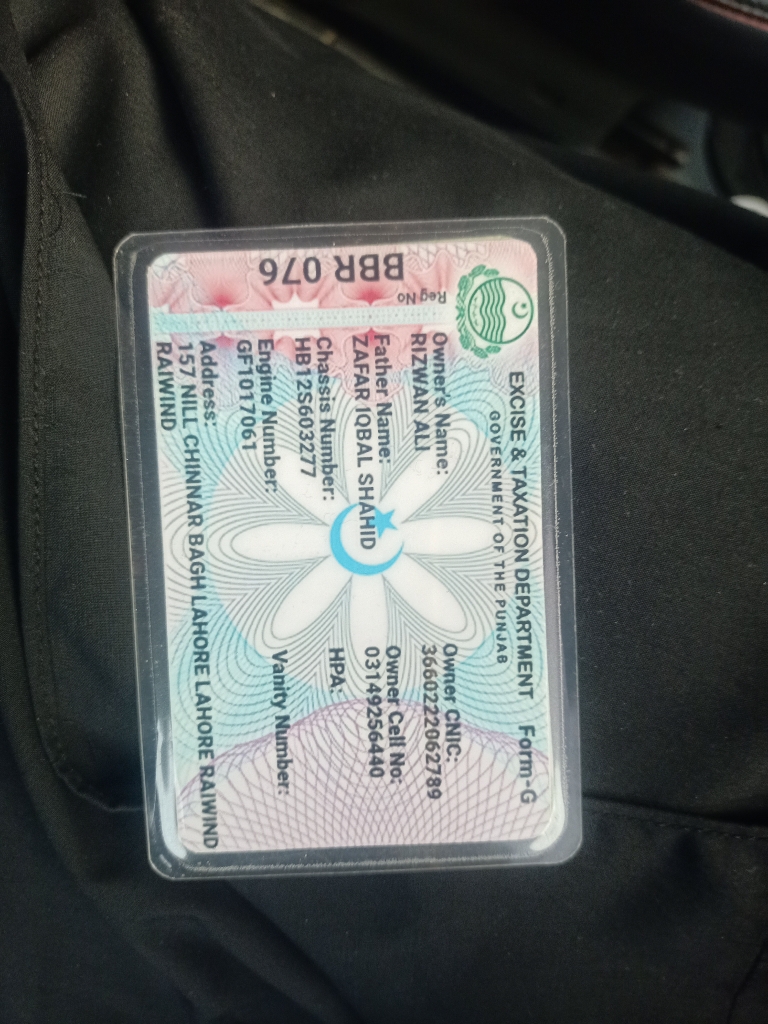 EXCISE & TAXATION DEPARTMENT Form-G
GOVERNMENT OF THE PUNJAB
Reg No
BBR 076
Owner's Name:
RIZWAN ALI
Owner CNIC:
3660222062789
Father Name:
ZAFAR IQBAL SHAHID
Owner Cell No:
03149256440
Chassis Number:
HB12S603277
HPA:
Engine Number:
GF1017061
Vanity Number:
Address:
157 NILL CHINNAR BAGH LAHORE LAHORE RAIWIND
RAIWIND